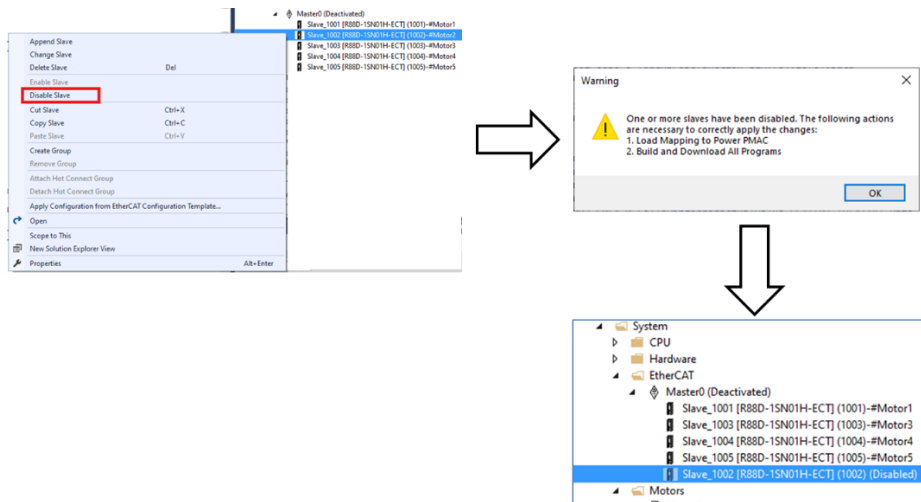 Master0 (Deactivated)
Slave_1001 [R88D-1SN01H-ECT] (1001)-#Motor1
Slave_1002 [R88D-1SN01H-ECT] (1002)-#Motor2
Slave_1003 [R88D-1SN01H-ECT] (1003)-#Motor3
Slave_1004 [R88D-1SN01H-ECT] (1004)-#Motor4
Slave_1005 [R88D-1SN01H-ECT] (1005)-#Motor5
Append Slave
Change Slave
Delete Slave Del
Enable Slave
Disable Slave
Cut Slave Ctrl+X
Copy Slave Ctrl+C
Paste Slave Ctrl+V
Create Group
Remove Group
Attach Hot Connect Group
Detach Hot Connect Group
Apply Configuration from EtherCAT Configuration Template...
Open
Scope to This
New Solution Explorer View
Properties Alt+Enter
Warning
One or more slaves have been disabled. The following actions
are necessary to correctly apply the changes:
1. Load Mapping to Power PMAC
2. Build and Download All Programs
OK
System
CPU
Hardware
EtherCAT
Master0 (Deactivated)
Slave_1001 [R88D-1SN01H-ECT] (1001)-#Motor1
Slave_1003 [R88D-1SN01H-ECT] (1003)-#Motor3
Slave_1004 [R88D-1SN01H-ECT] (1004)-#Motor4
Slave_1005 [R88D-1SN01H-ECT] (1005)-#Motor5
Slave_1002 [R88D-1SN01H-ECT] (1002) (Disabled)
Motors